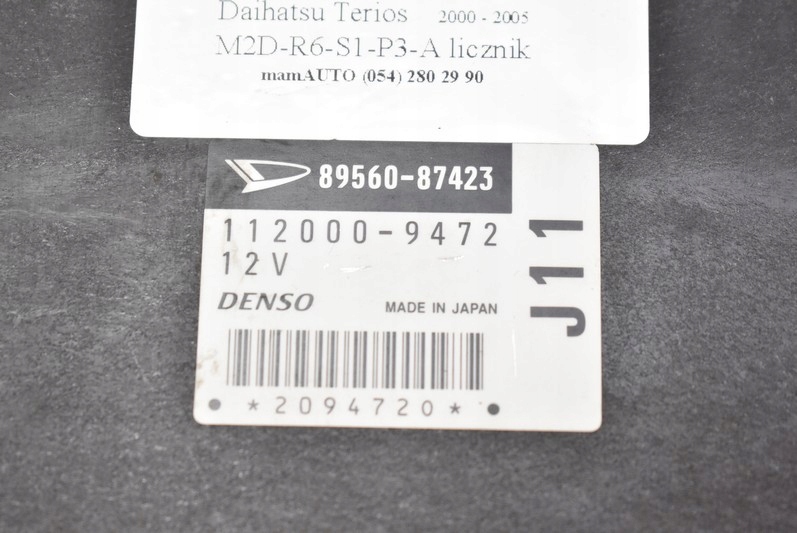 Daihatsu Terios 2000 - 2005
M2D-R6-S1-P3-A licznik
mamAUTO (054) 280 29 90
89560-87423
112000-9472
12V
DENSO MADE IN JAPAN
*2094720*
J11